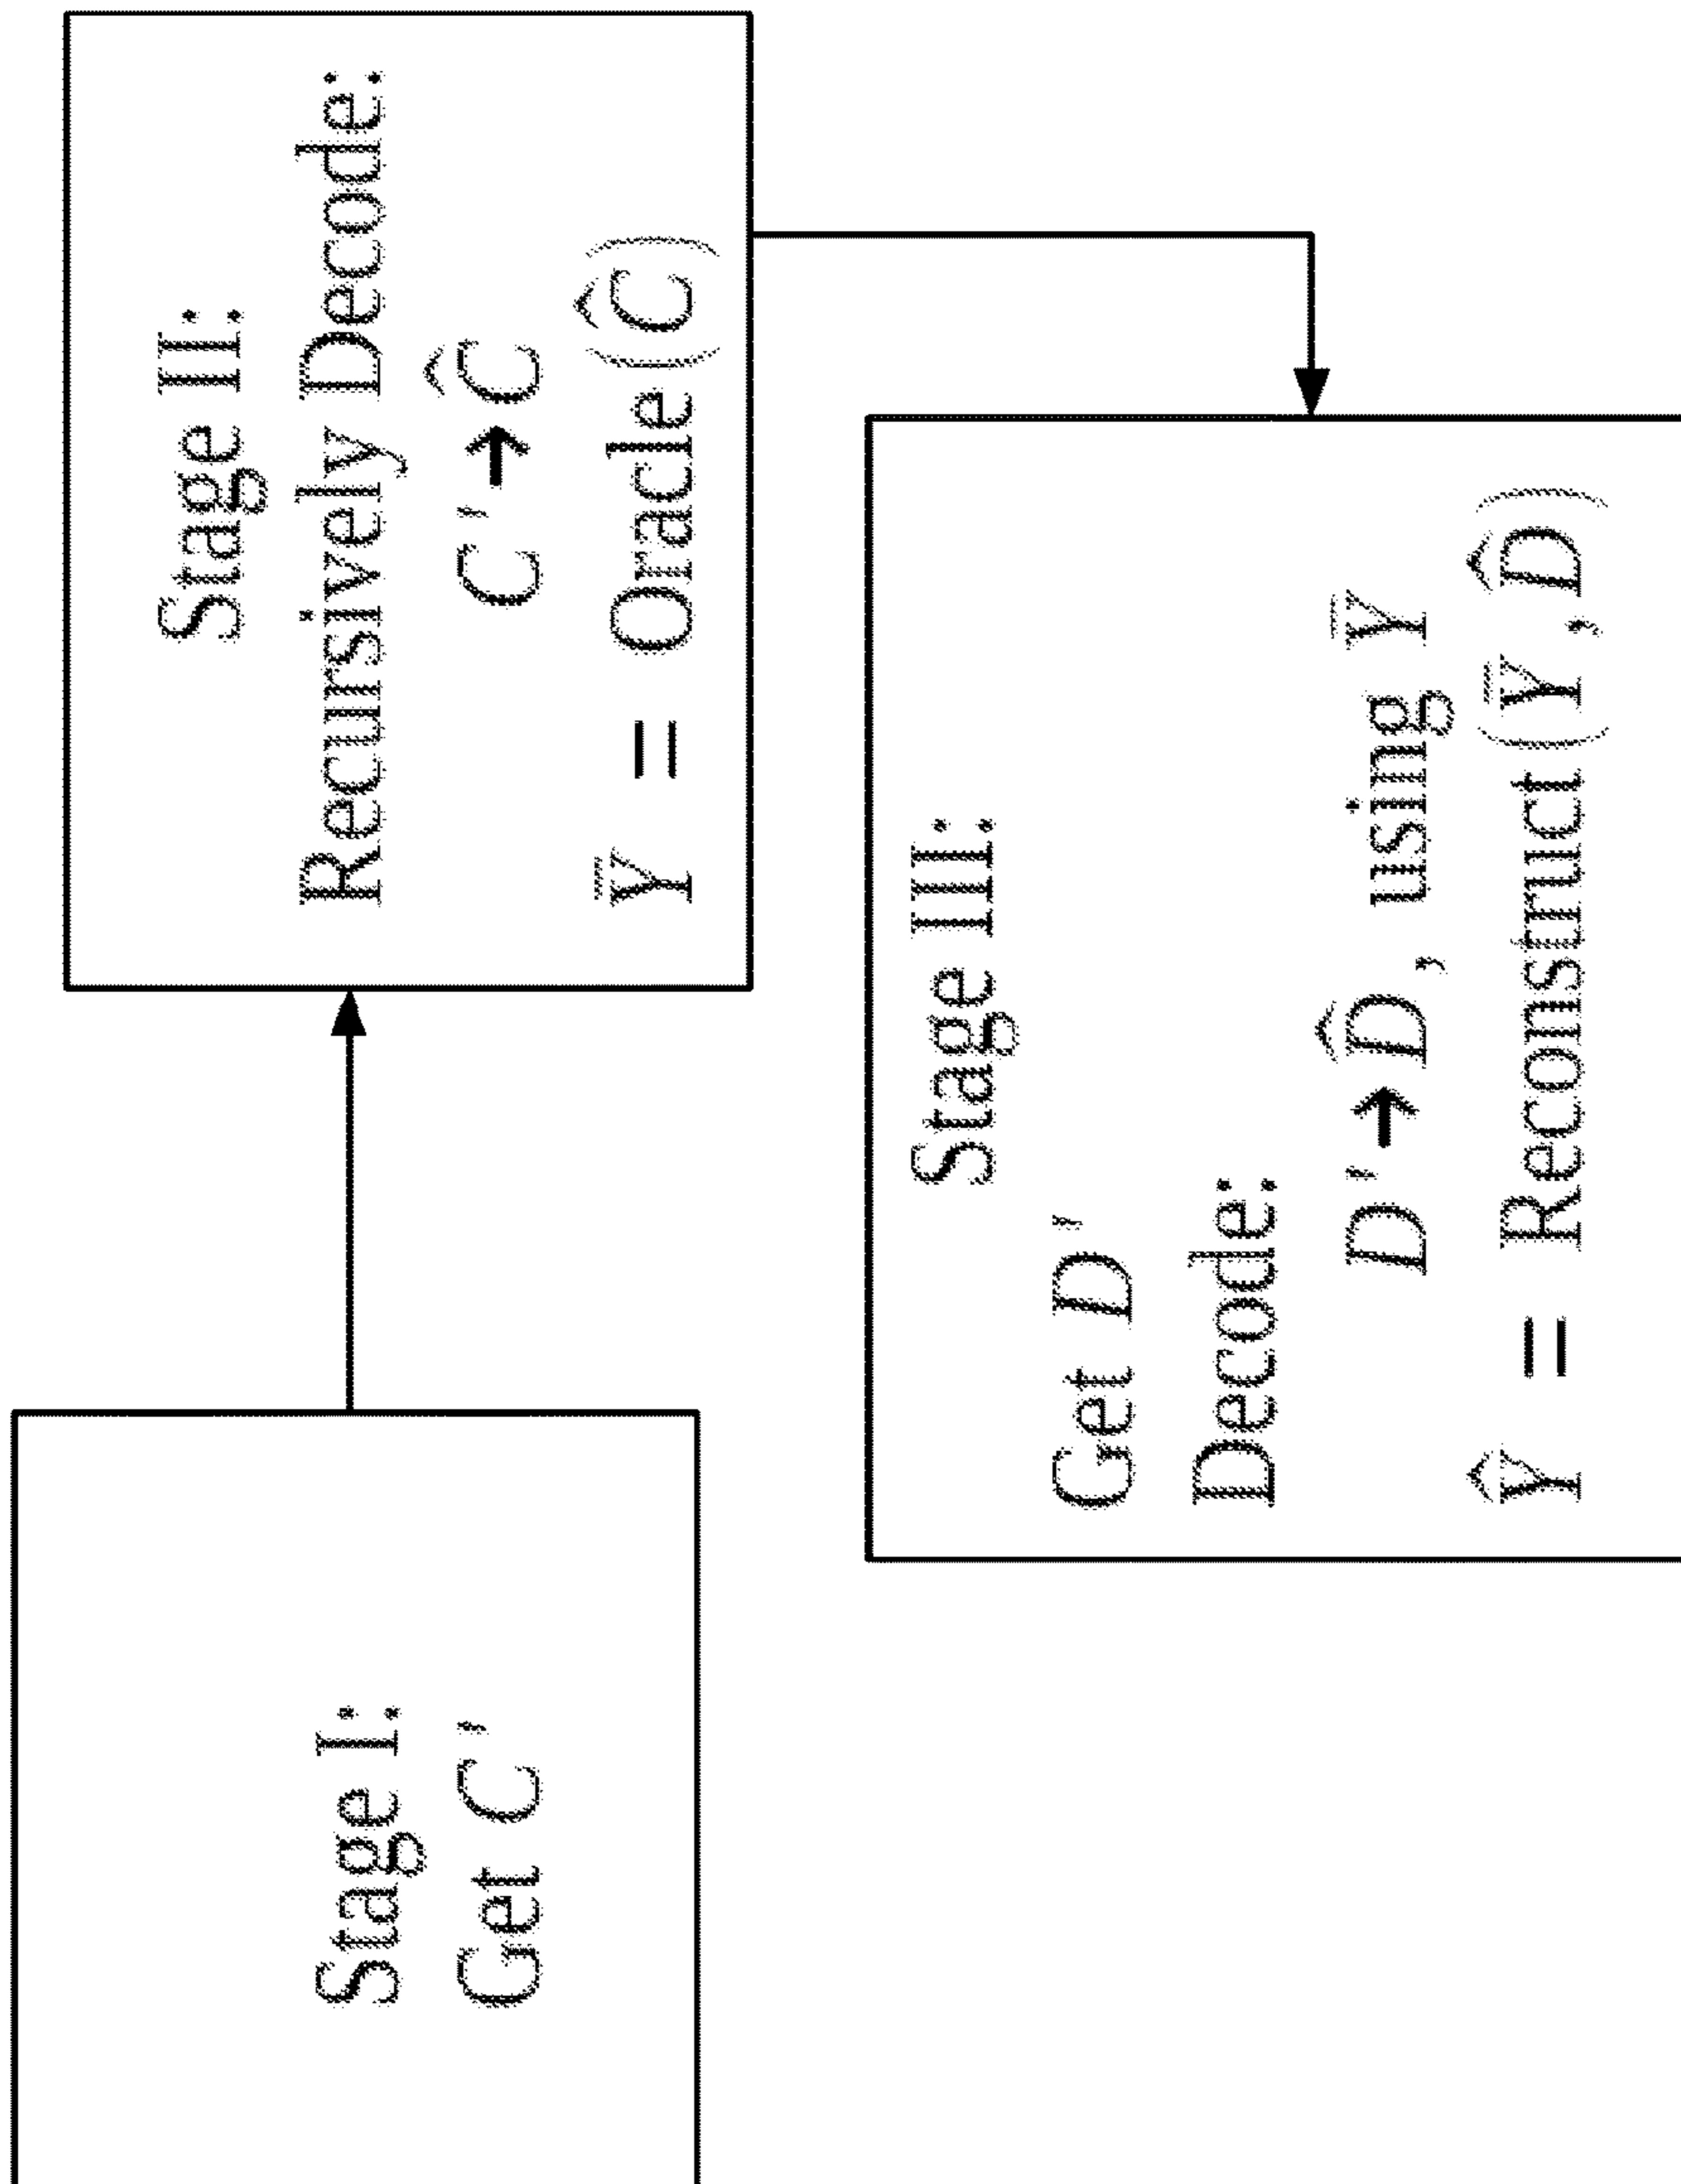 Stage I:
Get C'
Stage II:
Recursively Decode:
C' → Ĉ
Y̅ = Oracle (Ĉ)
Stage III:
Get D'
Decode:
D' → D̂, using Y̅
Ŷ = Reconstruct (Y̅, D̂)